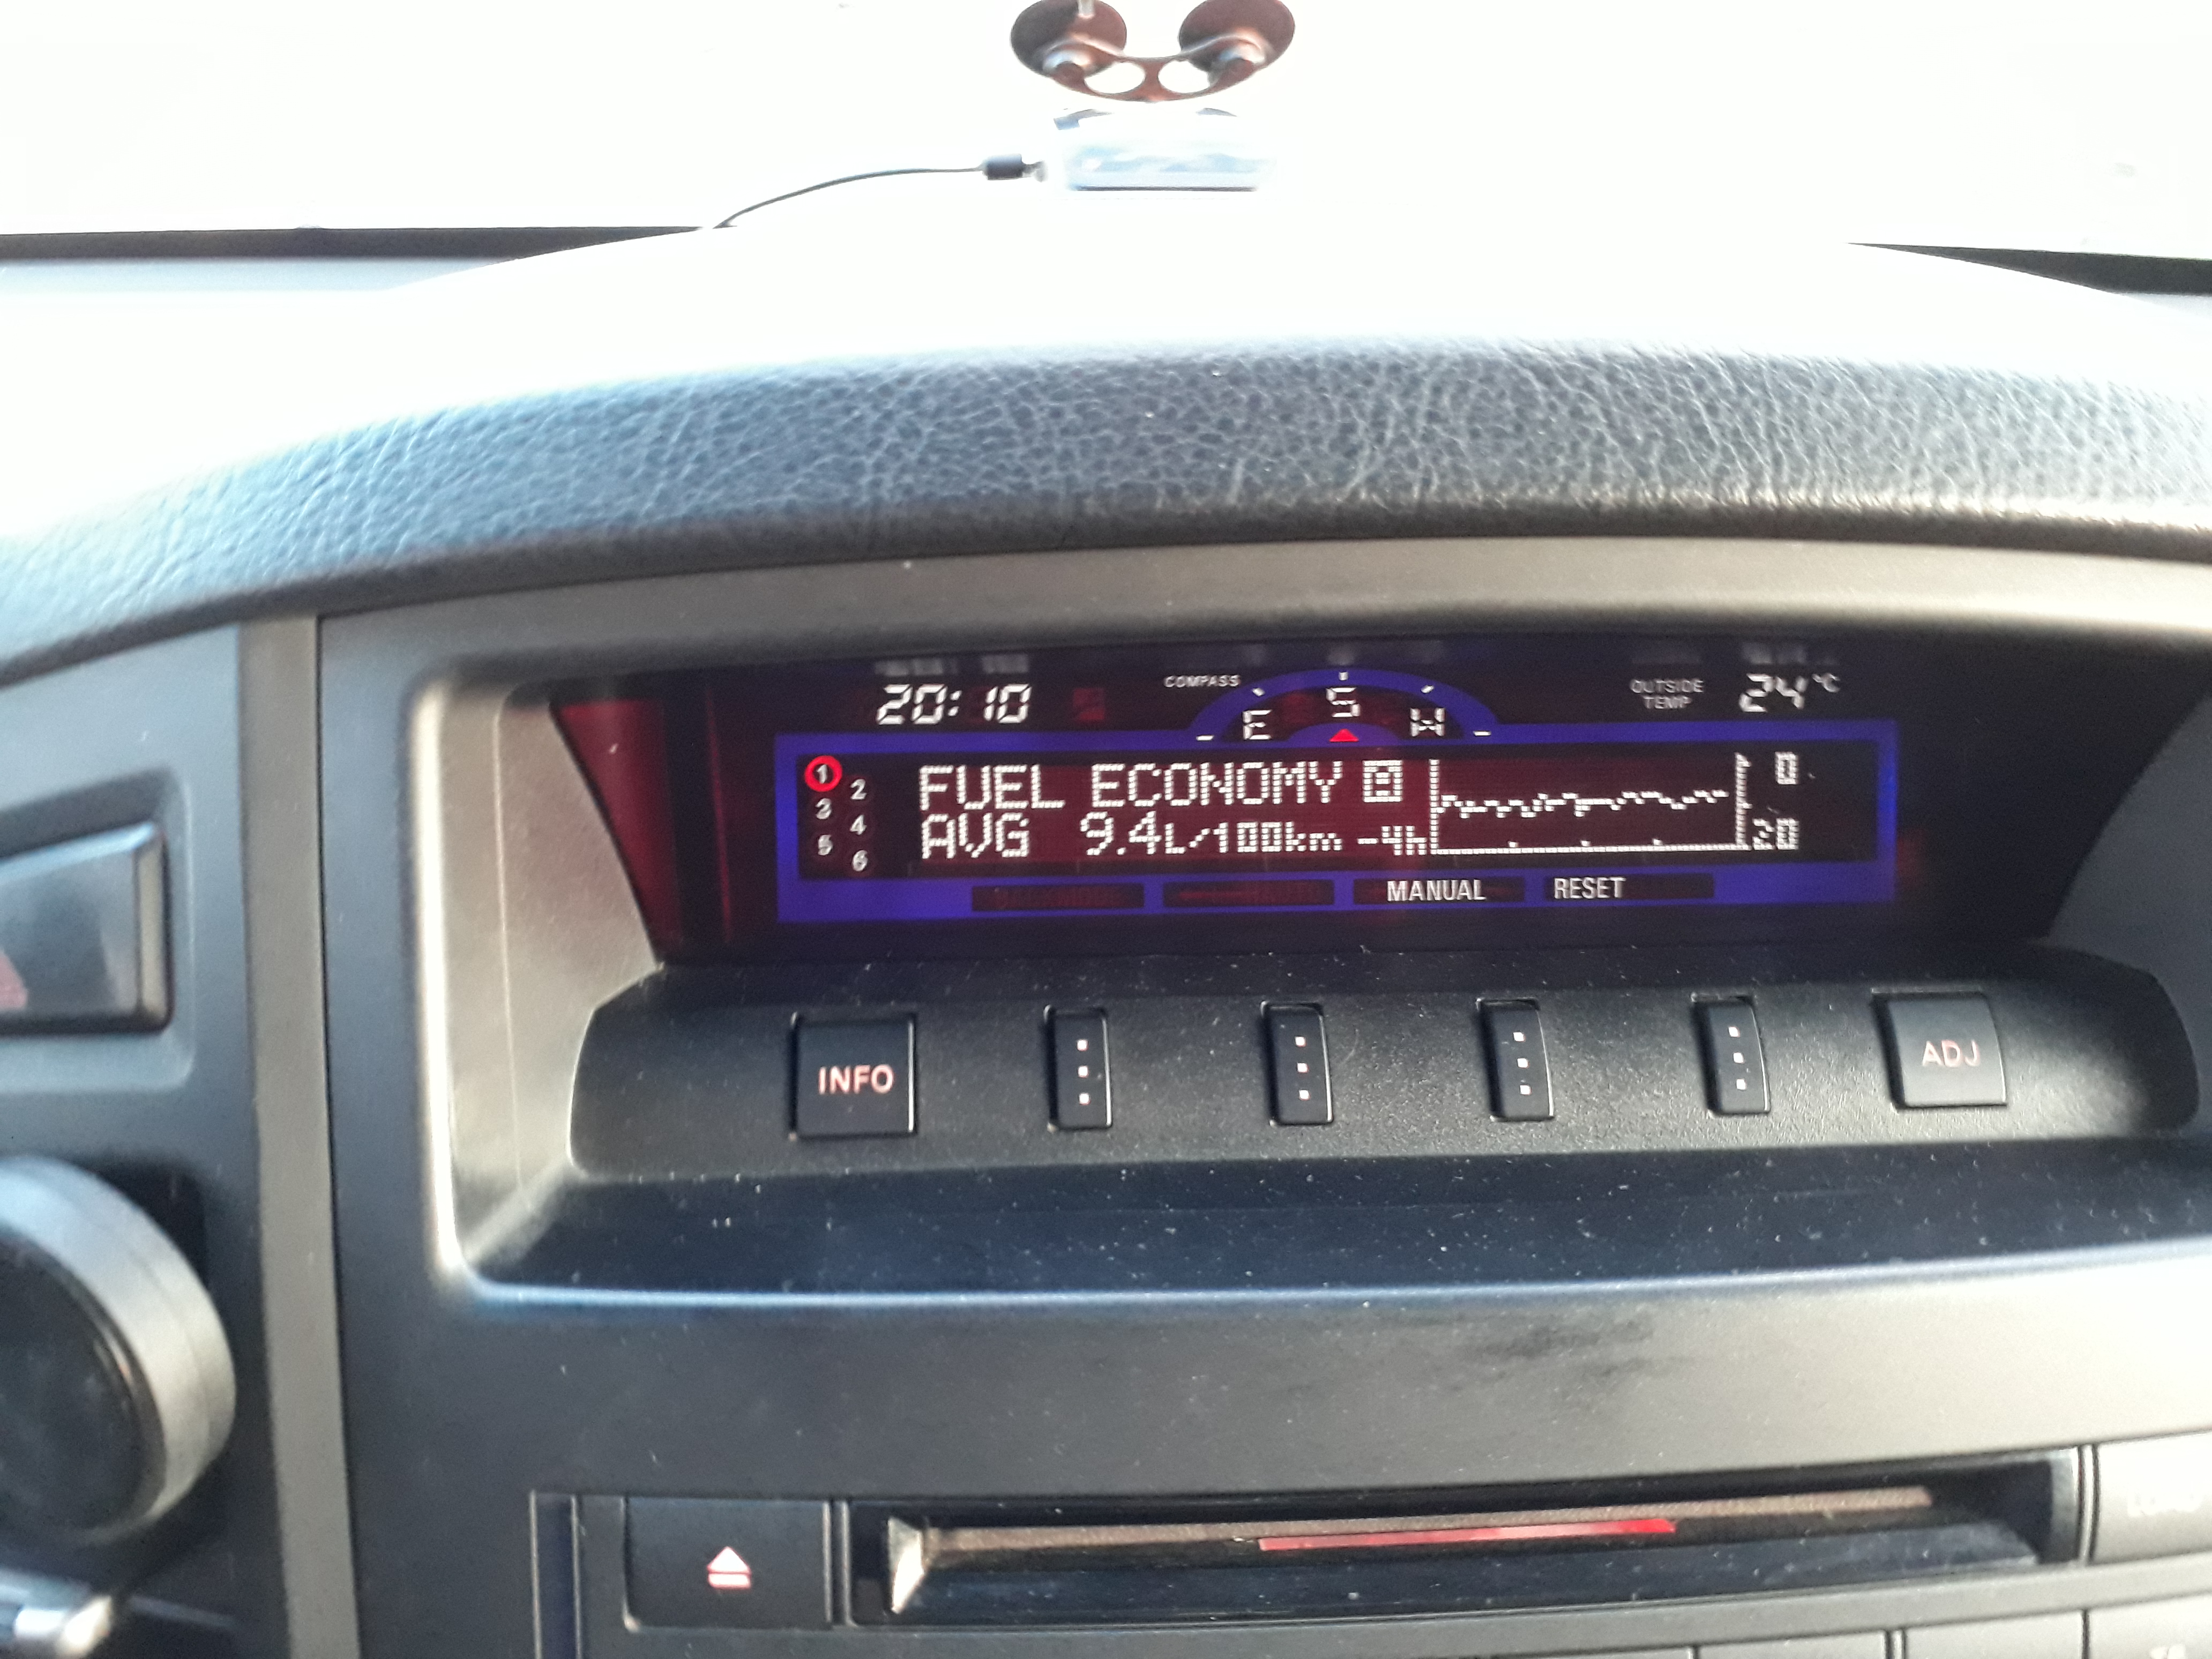 20:10
COMPASS
E S W
OUTSIDE TEMP 24°C
1 2 3 4 5 6
FUEL ECONOMY A
AVG 9.4L/100km -4h
0
20
MANUAL RESET
INFO
ADJ